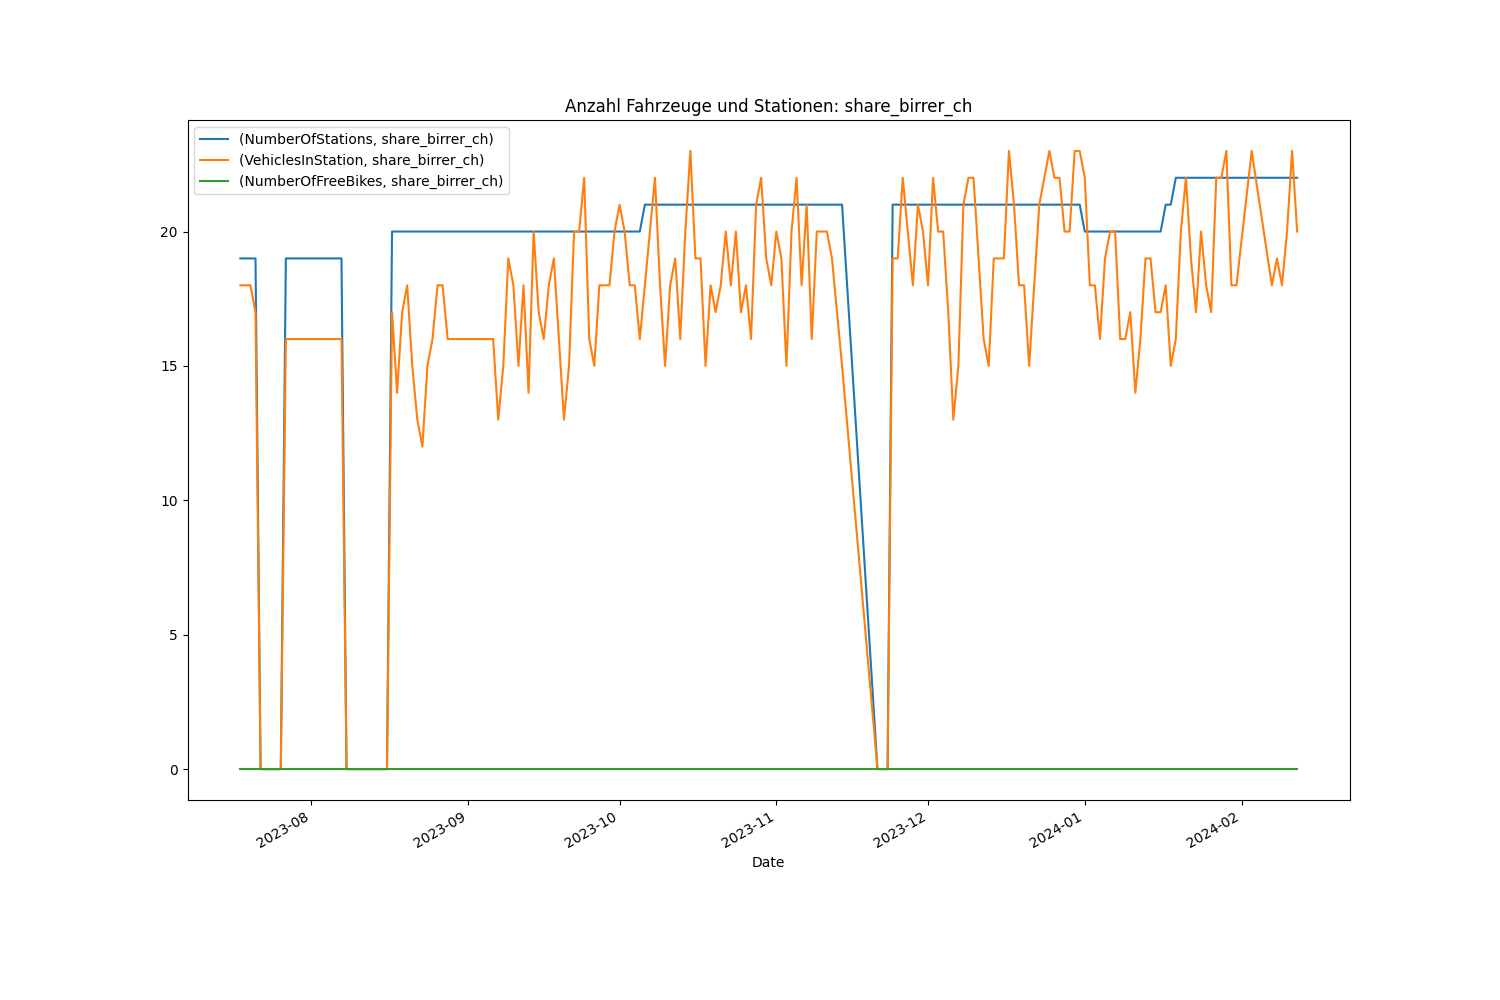 Anzahl Fahrzeuge und Stationen: share_birrer_ch
(NumberOfStations, share_birrer_ch)
(VehiclesInStation, share_birrer_ch)
(NumberOfFreeBikes, share_birrer_ch)
20
15
10
5
0
2023-08
2023-09
2023-10
2023-11
2023-12
2024-01
2024-02
Date